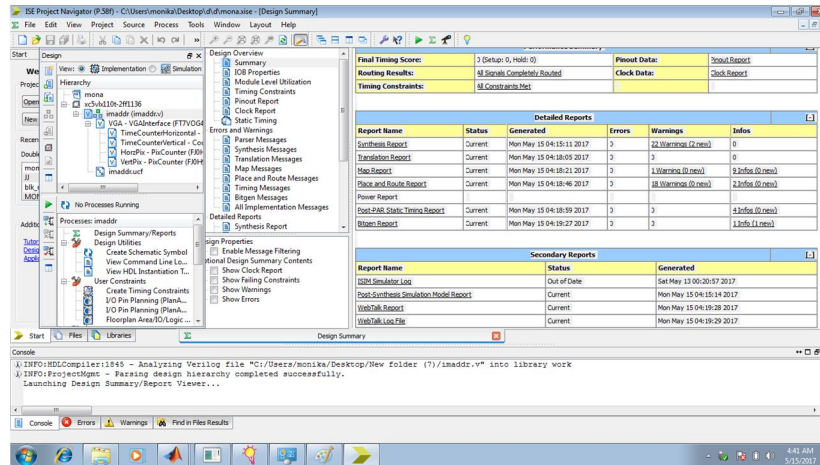 ISE Project Navigator (P.58f) - C:\Users\monika\Desktop\d\d\mona.xise - [Design Summary]
File Edit View Project Source Process Tools Window Layout Help
Start
Design
View: Implementation Simulation
Hierarchy
mona
xc5vlx110t-2ff1136
imaddr (imaddr.v)
VGA - VGAInterface (FT7VOG4
TimeCounterHorizontal -
TimeCounterVertical - Cou
HorzPix - PixCounter (FJ0H
VertPix - PixCounter (FJ0H
imaddr.ucf
No Processes Running
Processes: imaddr
Design Summary/Reports
Design Utilities
Create Schematic Symbol
View Command Line Lo...
View HDL Instantiation T...
User Constraints
Create Timing Constraints
I/O Pin Planning (PlanA...
I/O Pin Planning (PlanA...
Floorplan Area/IO/Logic ...
Design Overview
Summary
IOB Properties
Module Level Utilization
Timing Constraints
Pinout Report
Clock Report
Static Timing
Errors and Warnings
Parser Messages
Synthesis Messages
Translation Messages
Map Messages
Place and Route Messages
Timing Messages
Bitgen Messages
All Implementation Messages
Detailed Reports
Synthesis Report
sign Properties
Enable Message Filtering
ptional Design Summary Contents
Show Clock Report
Show Failing Constraints
Show Warnings
Show Errors
Final Timing Score: 0 (Setup: 0, Hold: 0) Pinout Data: Pinout Report
Routing Results: All Signals Completely Routed Clock Data: Clock Report
Timing Constraints: All Constraints Met
Detailed Reports [-]
Report Name Status Generated Errors Warnings Infos
Synthesis Report Current Mon May 15 04:15:11 2017 0 22 Warnings (2 new) 0
Translation Report Current Mon May 15 04:18:05 2017 0 0 0
Map Report Current Mon May 15 04:18:21 2017 0 1 Warning (0 new) 9 Infos (0 new)
Place and Route Report Current Mon May 15 04:18:46 2017 0 18 Warnings (0 new) 2 Infos (0 new)
Power Report
Post-PAR Static Timing Report Current Mon May 15 04:18:59 2017 0 0 4 Infos (0 new)
Bitgen Report Current Mon May 15 04:19:27 2017 0 0 1 Info (1 new)
Secondary Reports [-]
Report Name Status Generated
ISIM Simulator Log Out of Date Sat May 13 00:20:57 2017
Post-Synthesis Simulation Model Report Current Mon May 15 04:15:14 2017
WebTalk Report Current Mon May 15 04:19:28 2017
WebTalk Log File Current Mon May 15 04:19:29 2017
Start Files Libraries Design Summary
Console
INFO:HDLCompiler:1845 - Analyzing Verilog file "C:/Users/monika/Desktop/New folder (7)/imaddr.v" into library work
INFO:ProjectMgmt - Parsing design hierarchy completed successfully.
Launching Design Summary/Report Viewer...
Console Errors Warnings Find in Files Results
4:41 AM
5/15/2017